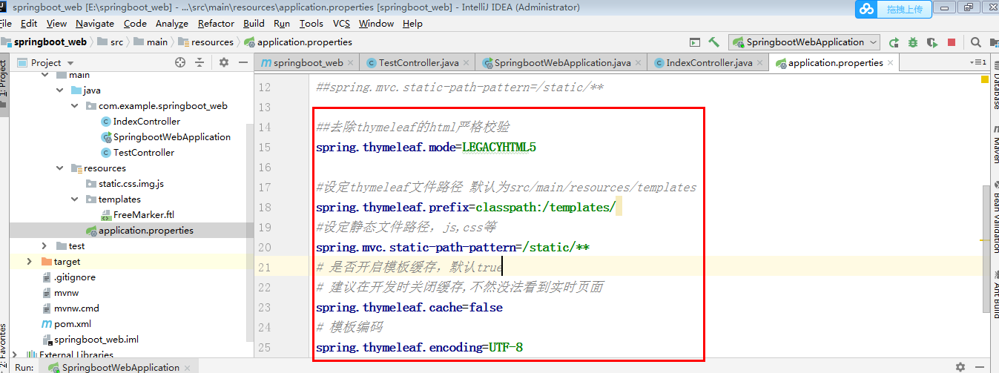 springboot_web [E:\springboot_web] - ...\src\main\resources\application.properties [springboot_web] - IntelliJ IDEA (Administrator)
拖拽上传
File Edit View Navigate Code Analyze Refactor Build Run Tools VCS Window Help
springboot_web src main resources application.properties SpringbootWebApplication
1: Project
Project
springboot_web TestController.java SpringbootWebApplication.java IndexController.java application.properties 1
main
java
com.example.springboot_web
IndexController
SpringbootWebApplication
TestController
resources
static.css.img.js
templates
FreeMarker.ftl
application.properties
test
target
.gitignore
mvnw
mvnw.cmd
pom.xml
springboot_web.iml
External Libraries
12 ##spring.mvc.static-path-pattern=/static/**
13
14 ##去除thymeleaf的html严格校验
15 spring.thymeleaf.mode=LEGACYHTML5
16
17 #设定thymeleaf文件路径 默认为src/main/resources/templates
18 spring.thymeleaf.prefix=classpath:/templates/
19 #设定静态文件路径，js,css等
20 spring.mvc.static-path-pattern=/static/**
21 # 是否开启模板缓存，默认true
22 # 建议在开发时关闭缓存,不然没法看到实时页面
23 spring.thymeleaf.cache=false
24 # 模板编码
25 spring.thymeleaf.encoding=UTF-8
Database
Maven
Bean Validation
Ant Build
2: Favorites
Run: SpringbootWebApplication